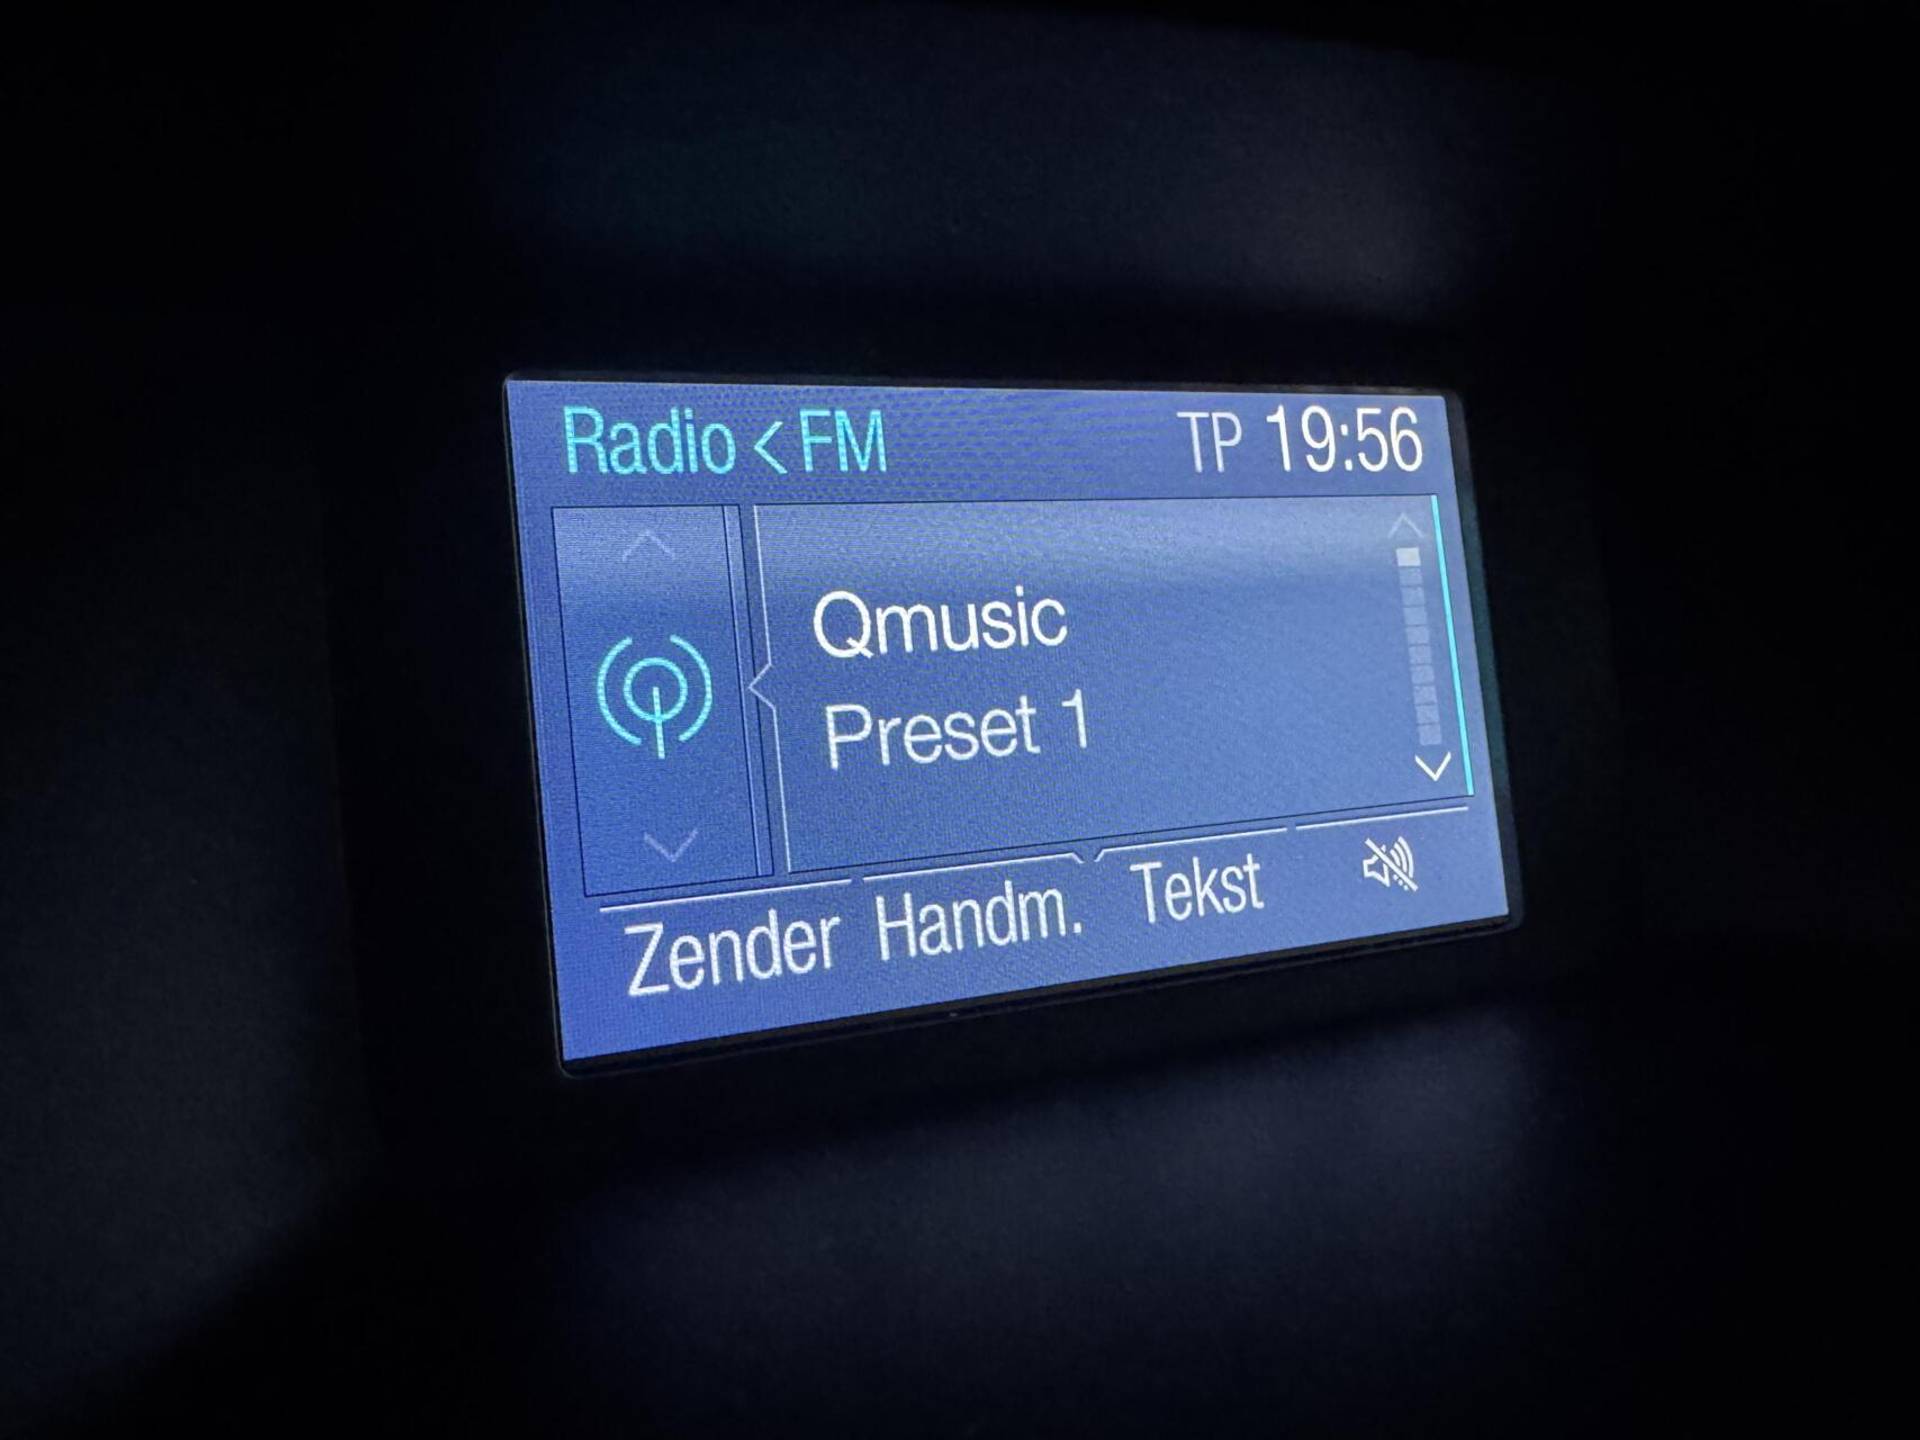 Radio < FM TP 19:56
Qmusic
Preset 1
Zender Handm. Tekst